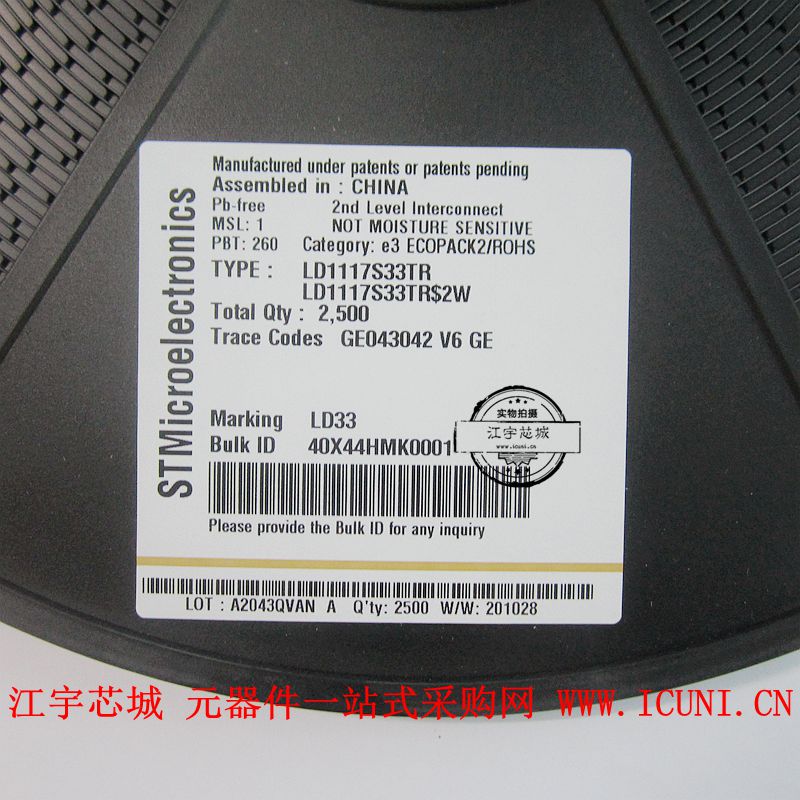 STMicroelectronics
Manufactured under patents or patents pending
Assembled in : CHINA
Pb-free 2nd Level Interconnect
MSL: 1 NOT MOISTURE SENSITIVE
PBT: 260 Category: e3 ECOPACK2/ROHS
TYPE : LD1117S33TR
LD1117S33TR$2W
Total Qty : 2,500
Trace Codes GE043042 V6 GE
Marking LD33
Bulk ID 40X44HMK0001
实物拍摄
江宇芯城
www.icuni.cn
Please provide the Bulk ID for any inquiry
LOT : A2043QVAN A Q'ty: 2500 W/W: 201028
江宇芯城 元器件一站式采购网 WWW.ICUNI.CN